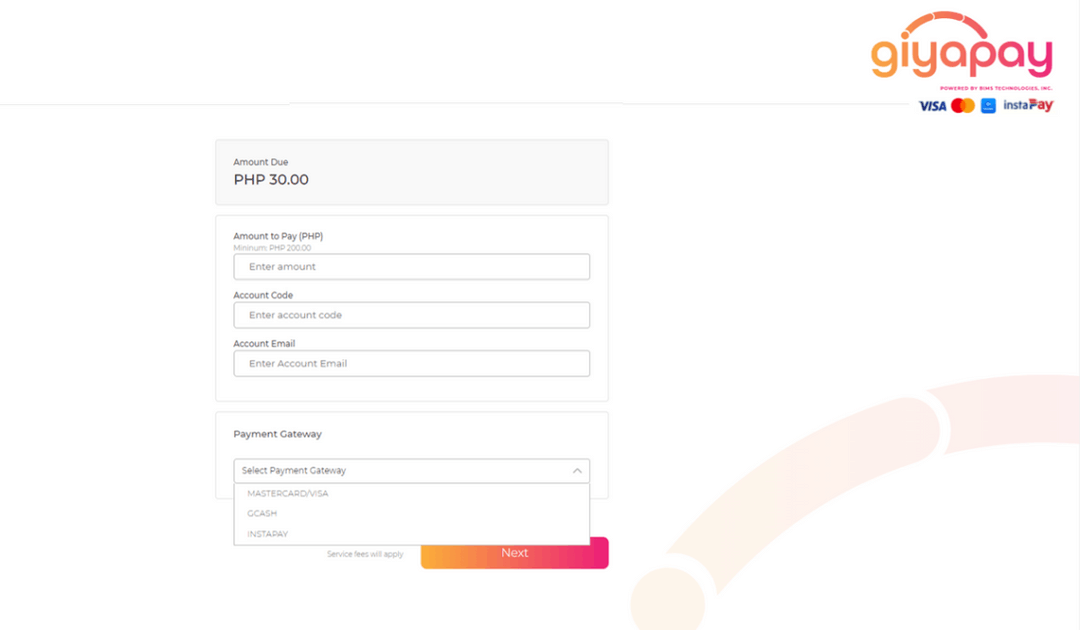 giyapay
POWERED BY BIMS TECHNOLOGIES, INC.
VISA
instaPay
Amount Due
PHP 30.00
Amount to Pay (PHP)
Minimum: PHP 200.00
Enter amount
Account Code
Enter account code
Account Email
Enter Account Email
Payment Gateway
Select Payment Gateway
MASTERCARD/VISA
GCASH
INSTAPAY
Service fees will apply
Next